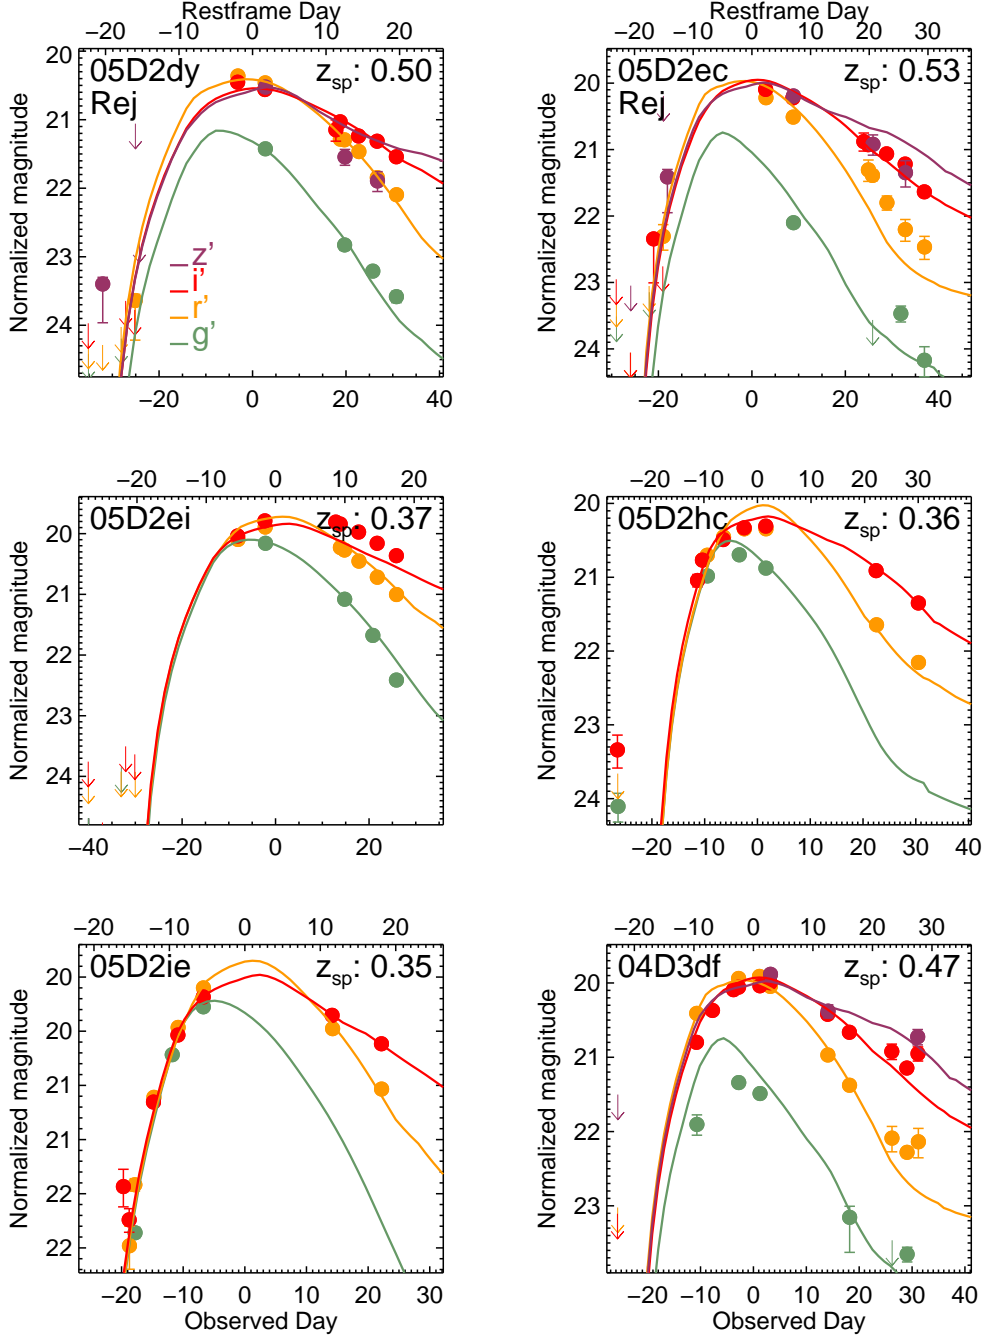 Restframe Day
Restframe Day
−20 −10 0 10 20
−20 −10 0 10 20 30
05D2dy
z_sp: 0.50
Rej
05D2ec
z_sp: 0.53
Rej
Normalized magnitude
20
21
22
23
24
z’
i’
r’
g’
Normalized magnitude
20
21
22
23
24
−20 0 20 40
−20 0 20 40
−20 −10 0 10 20
−20 −10 0 10 20 30
05D2ei
z_sp: 0.37
05D2hc
z_sp: 0.36
Normalized magnitude
20
21
22
23
24
Normalized magnitude
20
21
22
23
24
−40 −20 0 20
−20 −10 0 10 20 30 40
−20 −10 0 10 20
−20 −10 0 10 20 30
05D2ie
z_sp: 0.35
04D3df
z_sp: 0.47
Normalized magnitude
20
20
21
21
22
22
Normalized magnitude
20
21
22
23
−20 −10 0 10 20 30
−20 −10 0 10 20 30 40
Observed Day
Observed Day